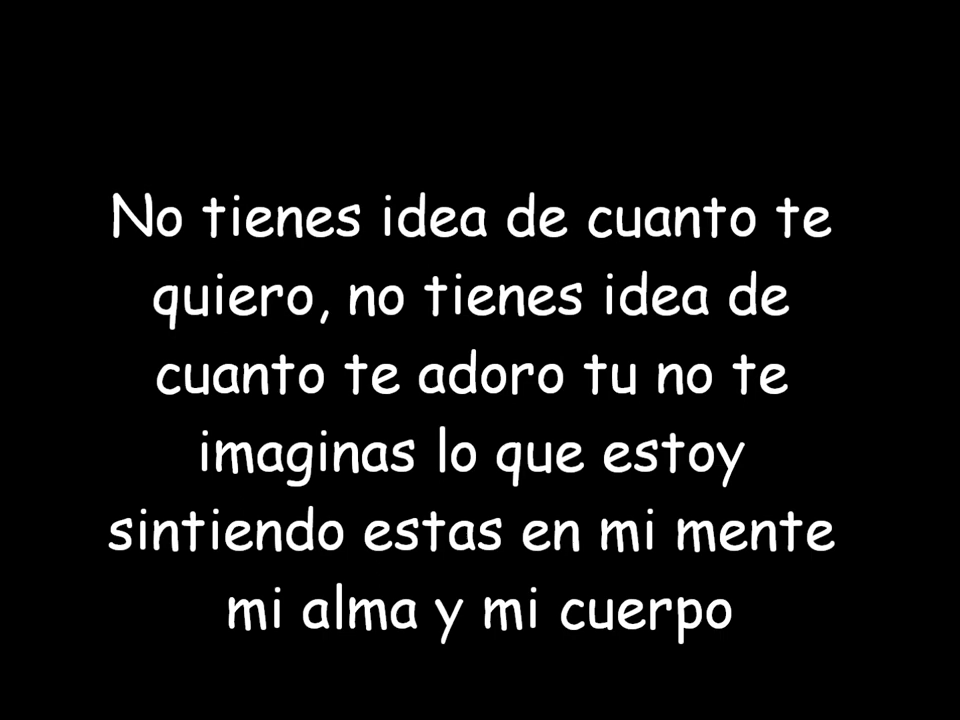 No tienes idea de cuanto te
quiero, no tienes idea de
cuanto te adoro tu no te
imaginas lo que estoy
sintiendo estas en mi mente
mi alma y mi cuerpo